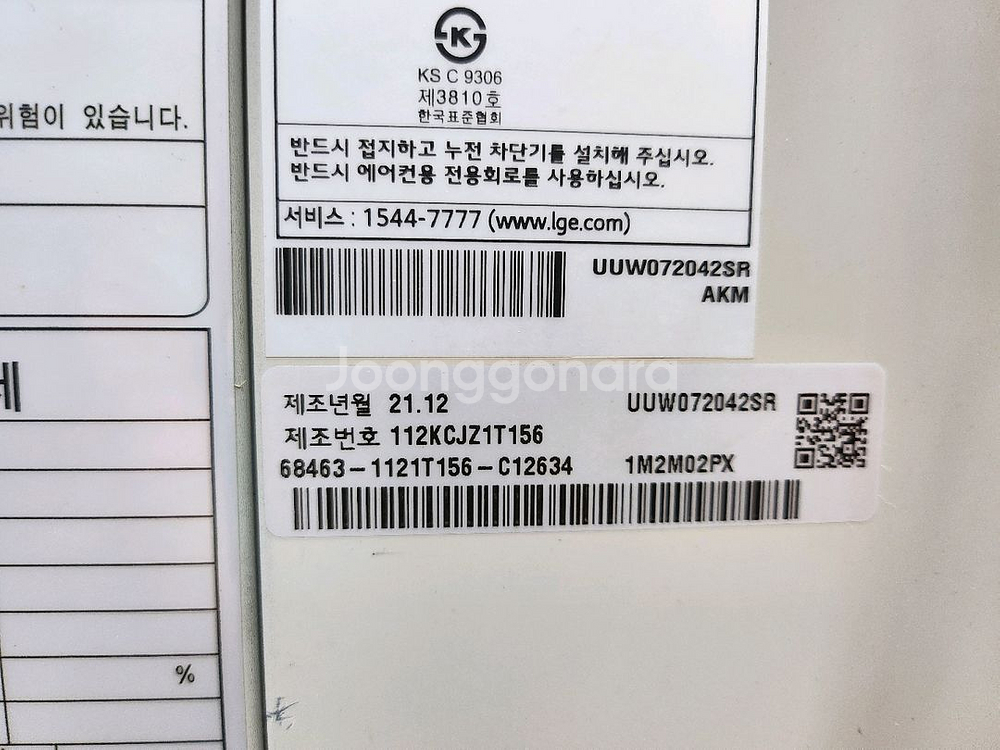 위험이 있습니다.
제
%
K
KS C 9306
제3810호
한국표준협회
반드시 접지하고 누전 차단기를 설치해 주십시오.
반드시 에어컨용 전용회로를 사용하십시오.
서비스 : 1544-7777 (www.lge.com)
UUW072042SR
AKM
Joonggonara
제조년월 21.12
UUW072042SR
제조번호 112KCJZ1T156
68463-1121T156-C12634
1M2M02PX